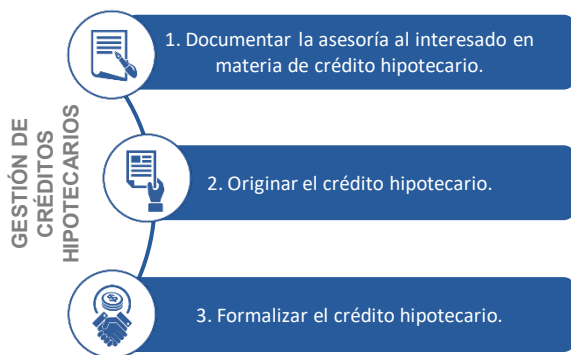 GESTIÓN DE
CRÉDITOS
HIPOTECARIOS
1. Documentar la asesoría al interesado en
materia de crédito hipotecario.
2. Originar el crédito hipotecario.
3. Formalizar el crédito hipotecario.